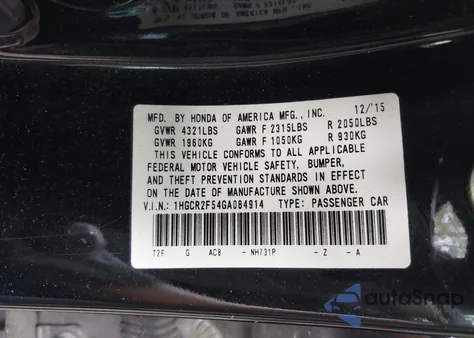 MFD. BY HONDA OF AMERICA MFG., INC. 12/'15
GVWR 4321LBS GAWR F 2315LBS R 2050LBS
GVWR 1960KG GAWR F 1050KG R 930KG
THIS VEHICLE CONFORMS TO ALL APPLICABLE
FEDERAL MOTOR VEHICLE SAFETY, BUMPER,
AND THEFT PREVENTION STANDARDS IN EFFECT
ON THE DATE OF MANUFACTURE SHOWN ABOVE.
V.I.N.: 1HGCR2F54GA084914 TYPE: PASSENGER CAR
T2F G AC8 - NH731P - Z - A
autoSnap